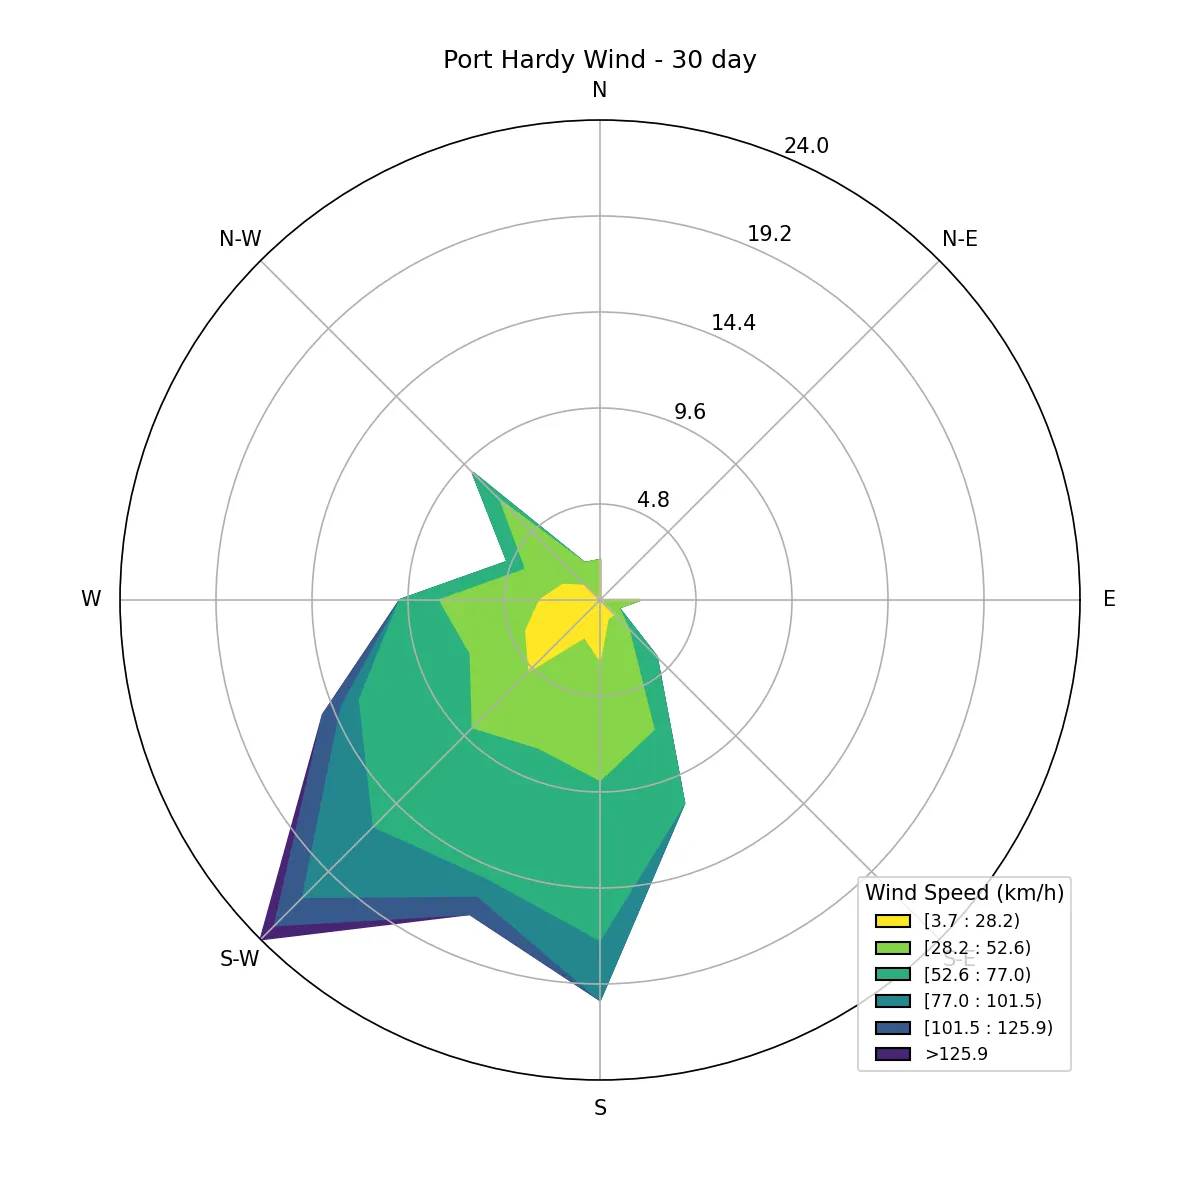 Port Hardy Wind - 30 day
N
24.0
N-W
19.2
N-E
14.4
9.6
4.8
W
E
Wind Speed (km/h)
[3.7 : 28.2)
[28.2 : 52.6)
S-W
S-E
[52.6 : 77.0)
[77.0 : 101.5)
[101.5 : 125.9)
>125.9
S